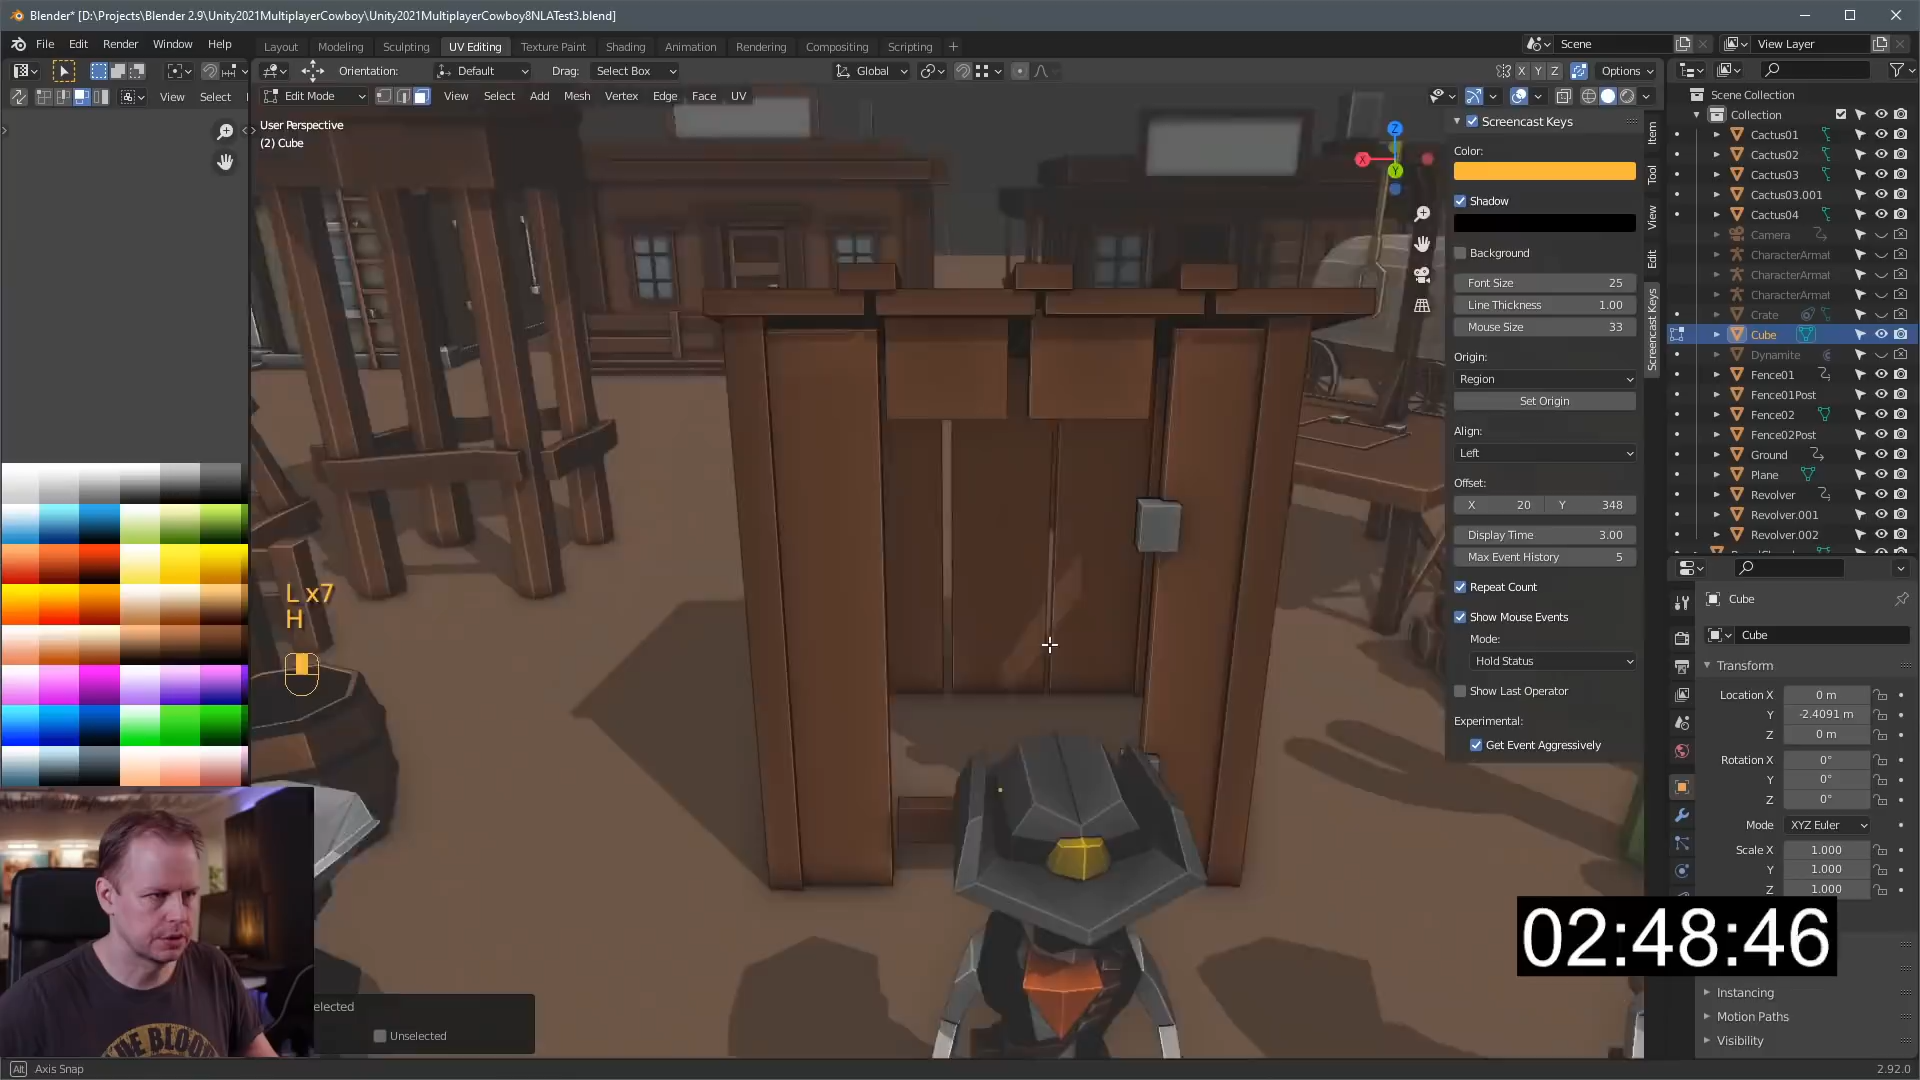 Blender* [D:\Projects\Blender 2.9\Unity2021MultiplayerCowboy\Unity2021MultiplayerCowboy8NLATest3.blend]
File Edit Render Window Help
Layout Modeling Sculpting UV Editing Texture Paint Shading Animation Rendering Compositing Scripting +
Scene
View Layer
Orientation: Default Drag: Select Box
Global
X Y Z Options
View Select
Edit Mode View Select Add Mesh Vertex Edge Face UV
User Perspective
(2) Cube
Z
X
Y
Screencast Keys
Color:
Shadow
Background
Font Size 25
Line Thickness 1.00
Mouse Size 33
Origin:
Region
Set Origin
Align:
Left
Offset:
X 20 Y 348
Display Time 3.00
Max Event History 5
Repeat Count
Show Mouse Events
Mode:
Hold Status
Show Last Operator
Experimental:
Get Event Aggressively
Item
Tool
View
Edit
Screencast Keys
Scene Collection
Collection
Cactus01
Cactus02
Cactus03
Cactus03.001
Cactus04
Camera
CharacterArmat
CharacterArmat
CharacterArmat
Crate
Cube
Dynamite
Fence01
Fence01Post
Fence02
Fence02Post
Ground
Plane
Revolver
Revolver.001
Revolver.002
Cube
Cube
Transform
Location X 0 m
Y -2.4091 m
Z 0 m
Rotation X 0°
Y 0°
Z 0°
Mode XYZ Euler
Scale X 1.000
Y 1.000
Z 1.000
Instancing
Motion Paths
Visibility
L x7
H
02:48:46
elected
Unselected
Alt Axis Snap
2.92.0